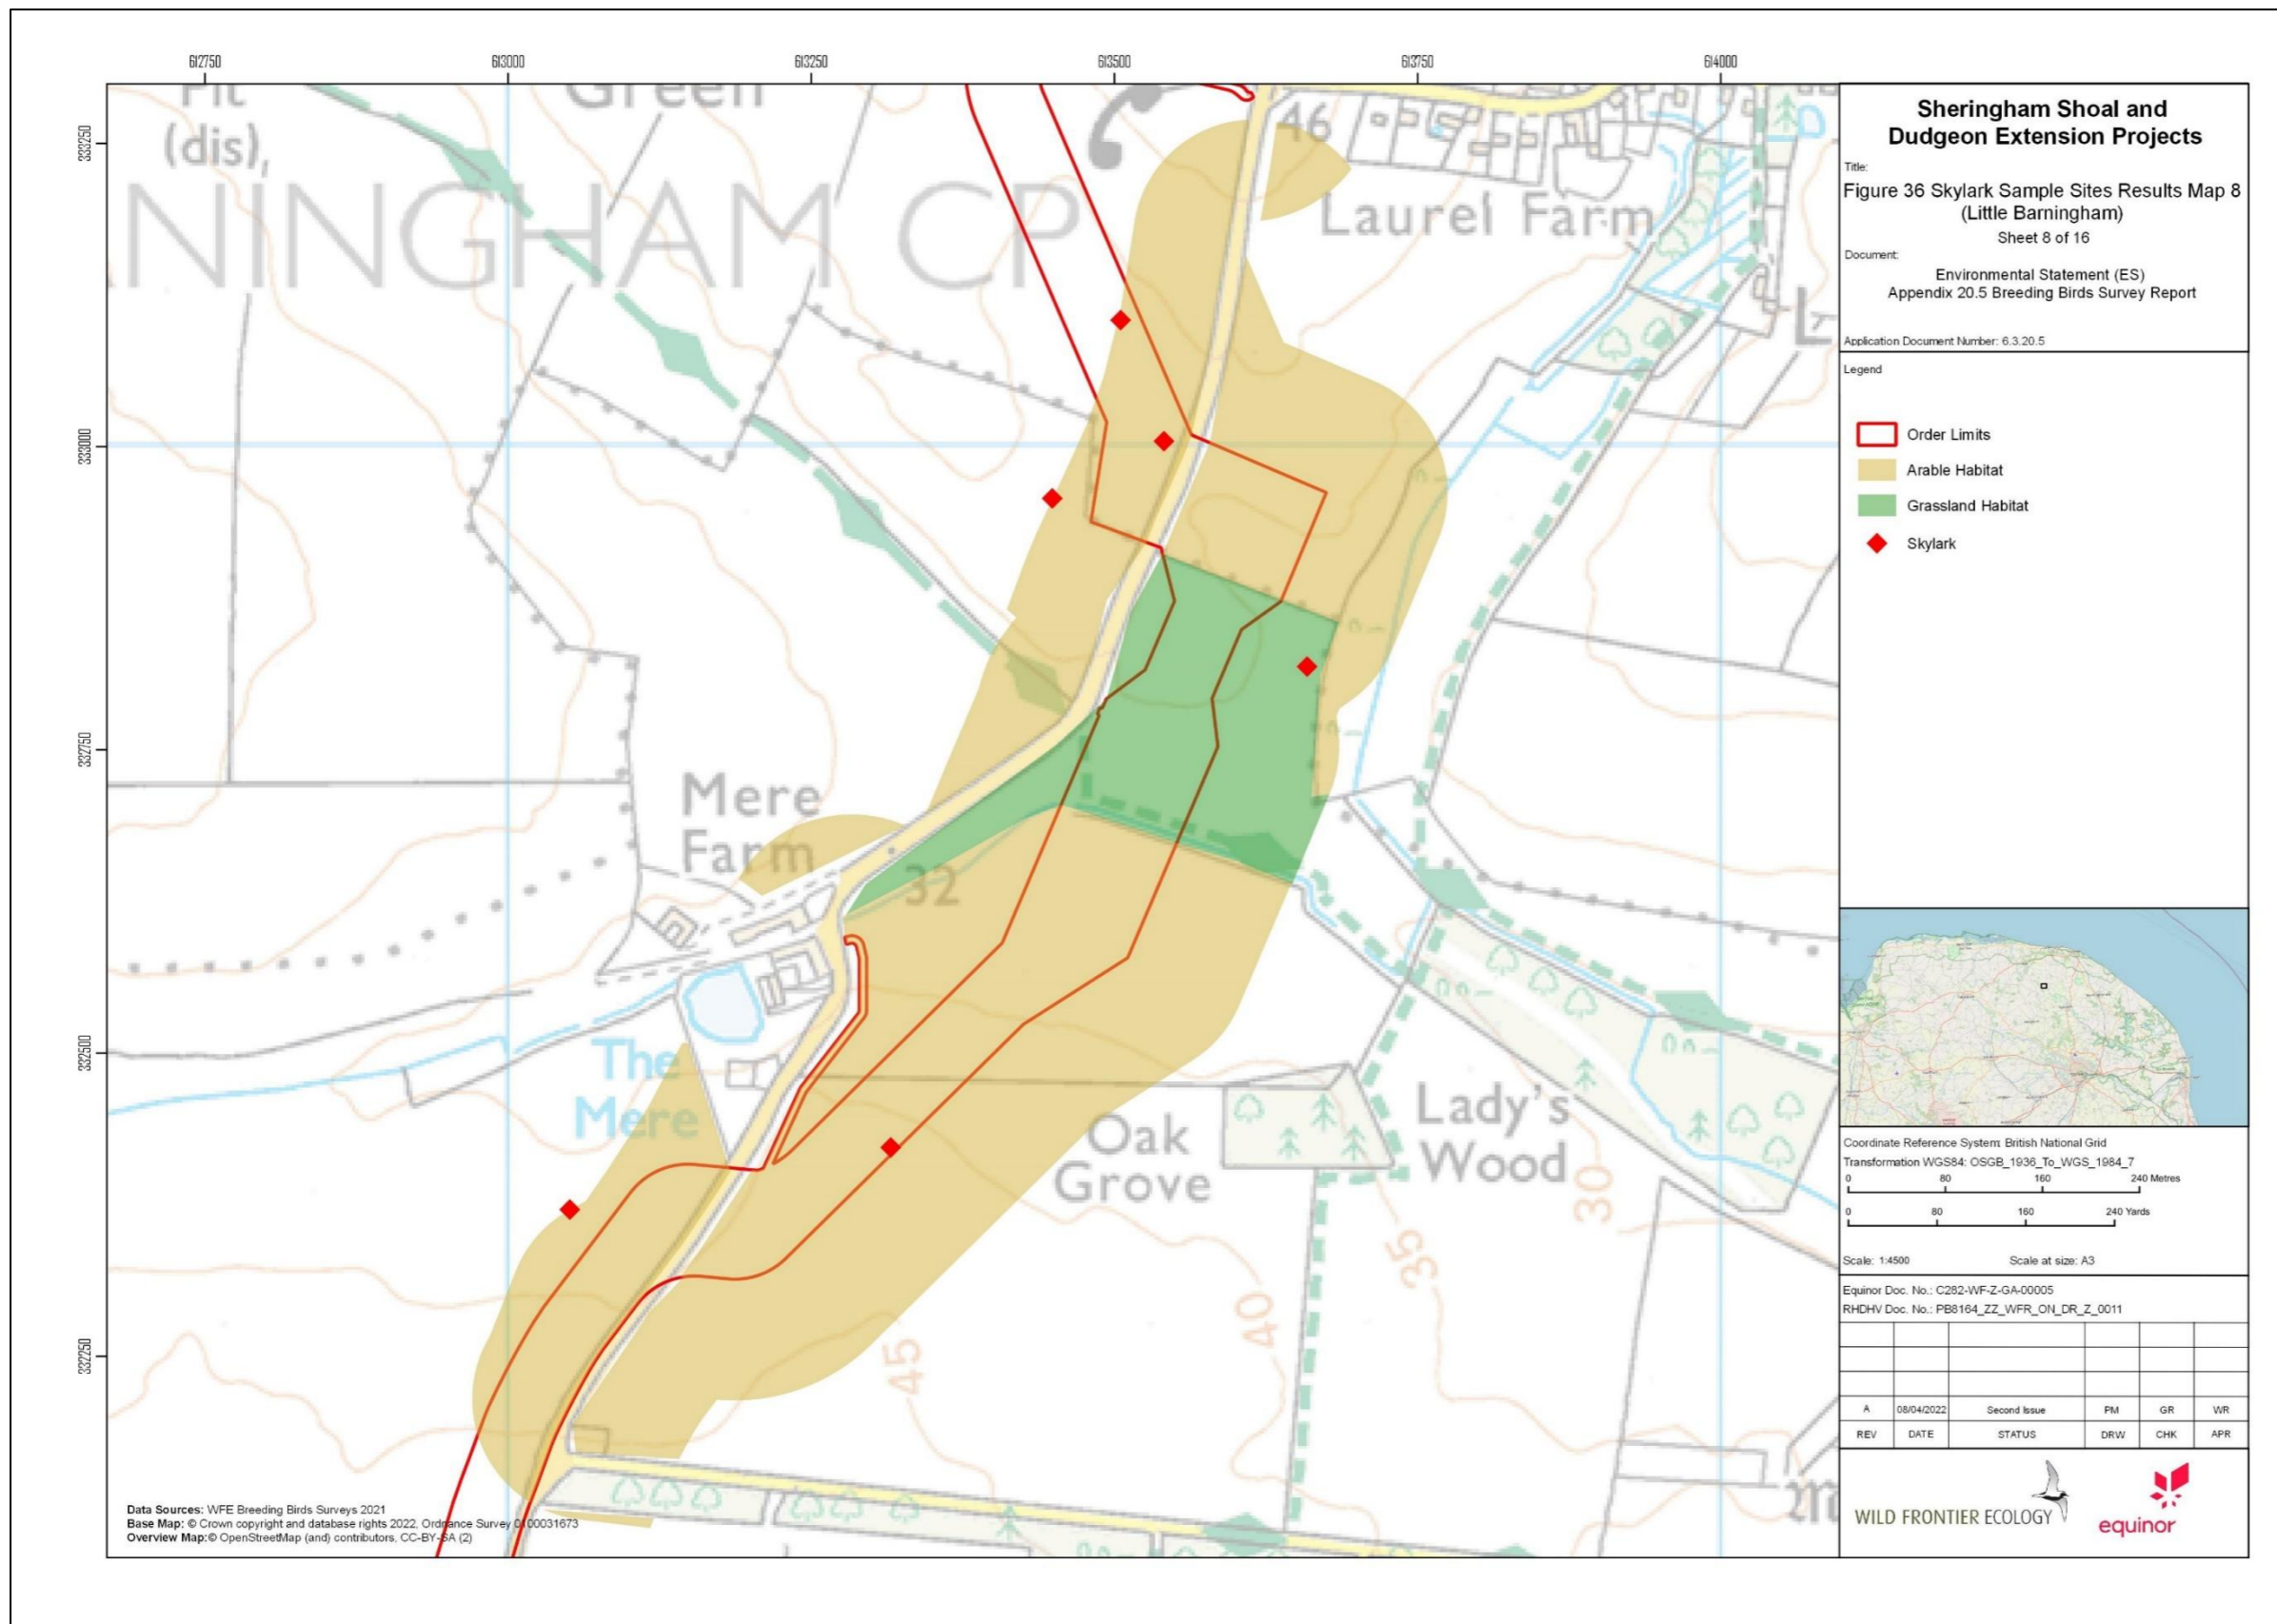 612750 613000 613250 613500 613750 614000
333250
333000
332750
332500
332250
Pit
(dis)
Green
NINGHAM CP
46
Laurel Farm
Mere
Farm
32
The
Mere
Oak
Grove
Lady's
Wood
30
35
40
45
Data Sources: WFE Breeding Birds Surveys 2021
Base Map: © Crown copyright and database rights 2022, Ordnance Survey 0100031673
Overview Map:© OpenStreetMap (and) contributors, CC-BY-SA (2)
Sheringham Shoal and
Dudgeon Extension Projects
Title:
Figure 36 Skylark Sample Sites Results Map 8
(Little Barningham)
Sheet 8 of 16
Document:
Environmental Statement (ES)
Appendix 20.5 Breeding Birds Survey Report
Application Document Number: 6.3.20.5
Legend
Order Limits
Arable Habitat
Grassland Habitat
Skylark
Coordinate Reference System: British National Grid
Transformation WGS84: OSGB_1936_To_WGS_1984_7
0 80 160 240 Metres
0 80 160 240 Yards
Scale: 1:4500 Scale at size: A3
Equinor Doc. No.: C282-WF-Z-GA-00005
RHDHV Doc. No.: PB8164_ZZ_WFR_ON_DR_Z_0011
A 08/04/2022 Second Issue PM GR WR
REV DATE STATUS DRW CHK APR
WILD FRONTIER ECOLOGY
equinor